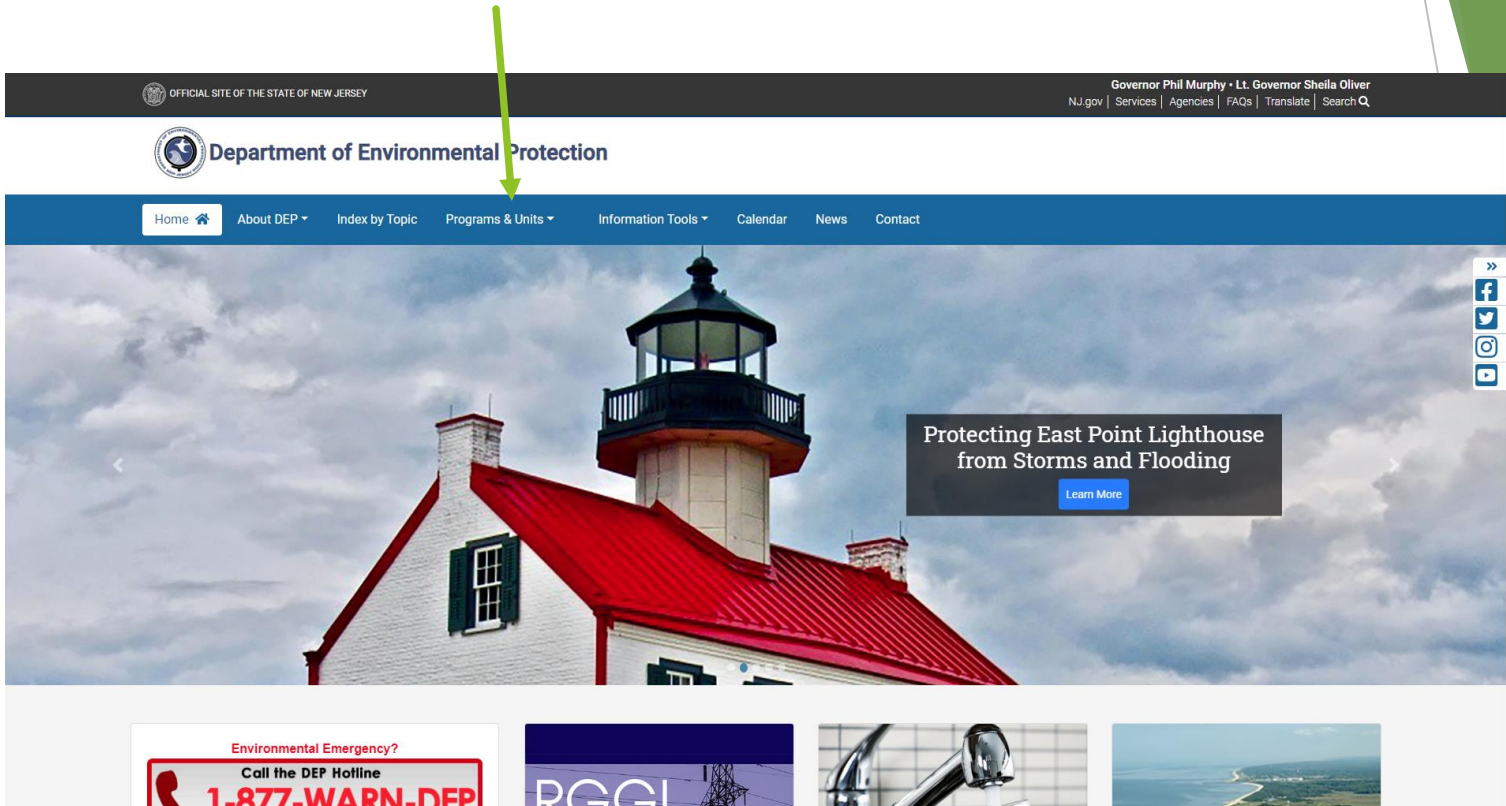 OFFICIAL SITE OF THE STATE OF NEW JERSEY
Governor Phil Murphy • Lt. Governor Sheila Oliver
NJ.gov | Services | Agencies | FAQs | Translate | Search
Department of Environmental Protection
Home About DEP Index by Topic Programs & Units Information Tools Calendar News Contact
Protecting East Point Lighthouse
from Storms and Flooding
Learn More
Environmental Emergency?
Call the DEP Hotline
1-877-WARN-DEP
RGGI